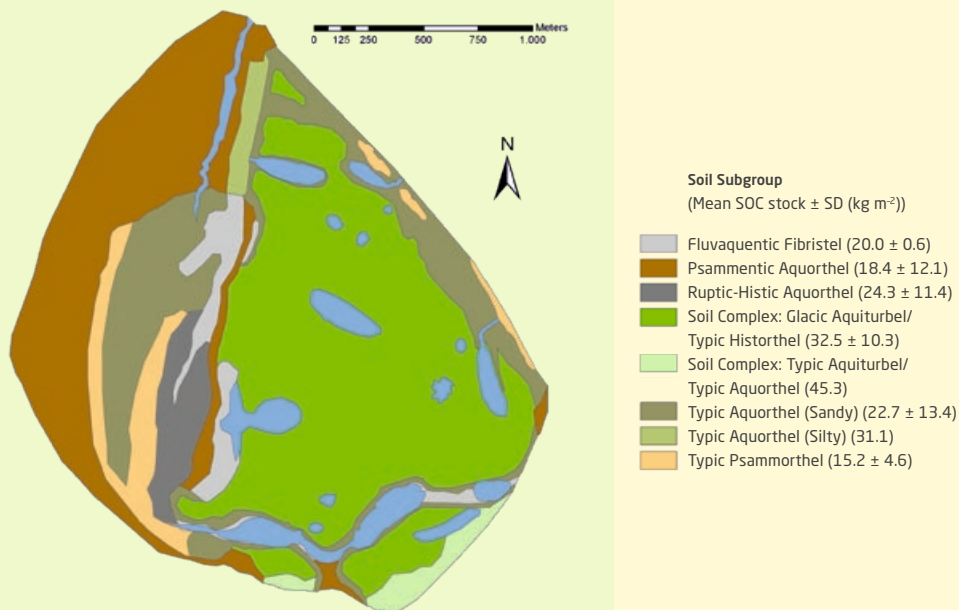 Meters
0 125 250 500 750 1.000
N
Soil Subgroup
(Mean SOC stock ± SD (kg m⁻²))
Fluvaquentic Fibristel (20.0 ± 0.6)
Psammentic Aquorthel (18.4 ± 12.1)
Ruptic-Histic Aquorthel (24.3 ± 11.4)
Soil Complex: Glacic Aquiturbel/
Typic Historthel (32.5 ± 10.3)
Soil Complex: Typic Aquiturbel/
Typic Aquorthel (45.3)
Typic Aquorthel (Sandy) (22.7 ± 13.4)
Typic Aquorthel (Silty) (31.1)
Typic Psammorthel (15.2 ± 4.6)